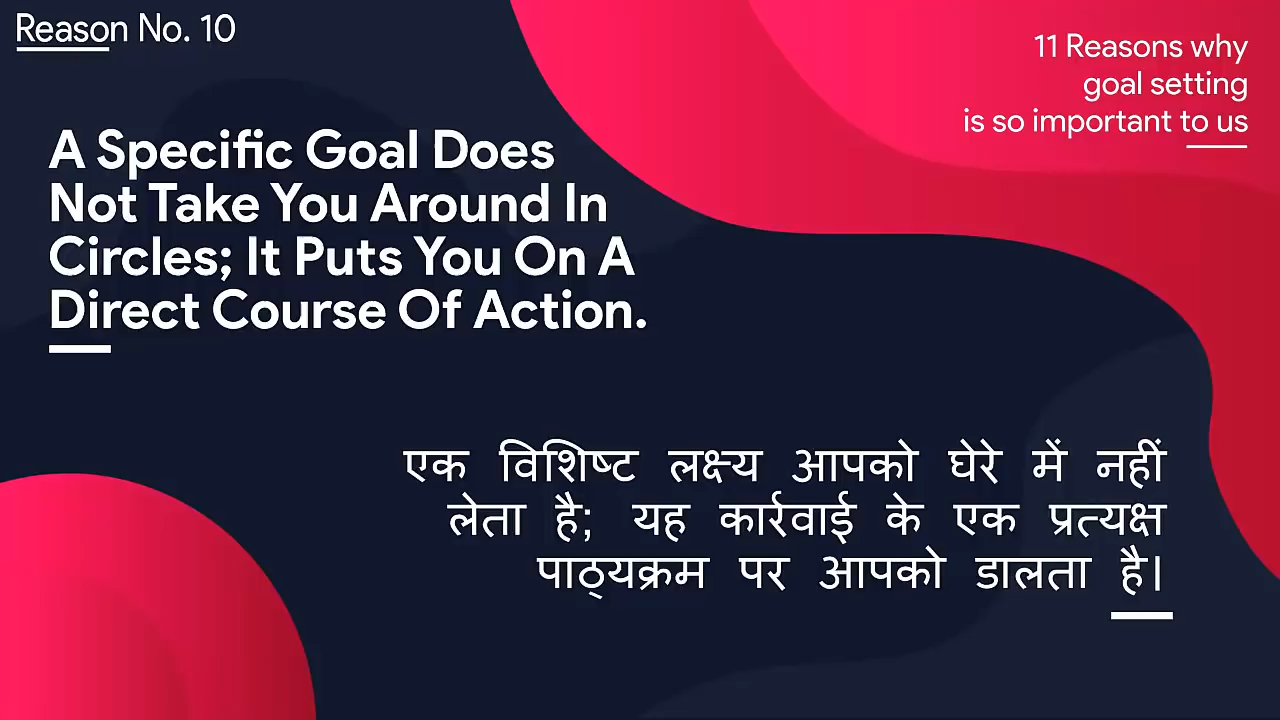 Reason No. 10
11 Reasons why
goal setting
is so important to us
A Specific Goal Does
Not Take You Around In
Circles; It Puts You On A
Direct Course Of Action.
एक विशिष्ट लक्ष्य आपको घेरे में नहीं
लेता है; यह कार्रवाई के एक प्रत्यक्ष
पाठ्यक्रम पर आपको डालता है।